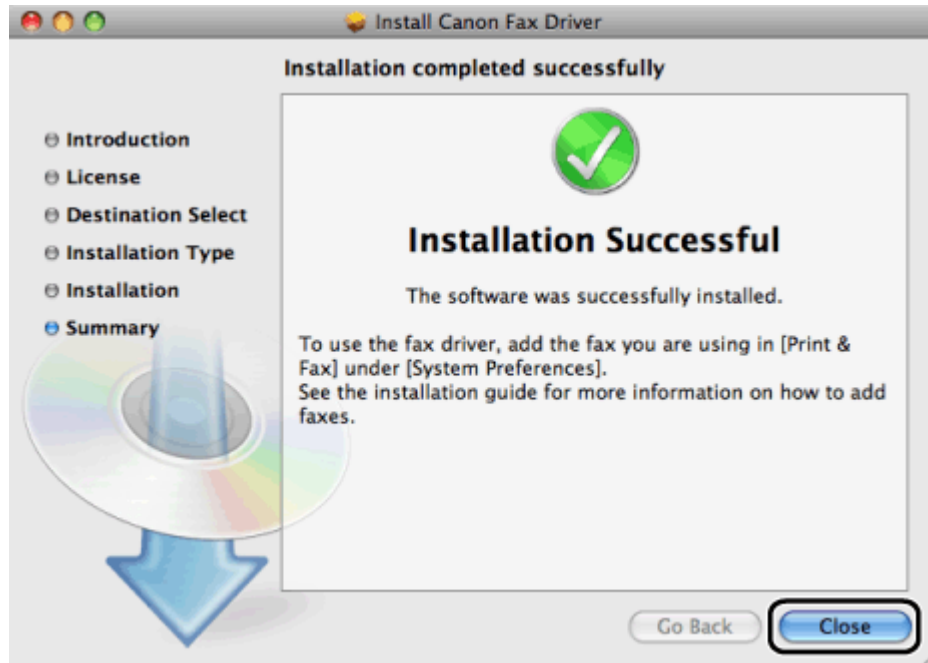 Install Canon Fax Driver
Installation completed successfully
Introduction
License
Destination Select
Installation Type
Installation
Summary
Installation Successful
The software was successfully installed.
To use the fax driver, add the fax you are using in [Print &
Fax] under [System Preferences].
See the installation guide for more information on how to add
faxes.
Go Back
Close